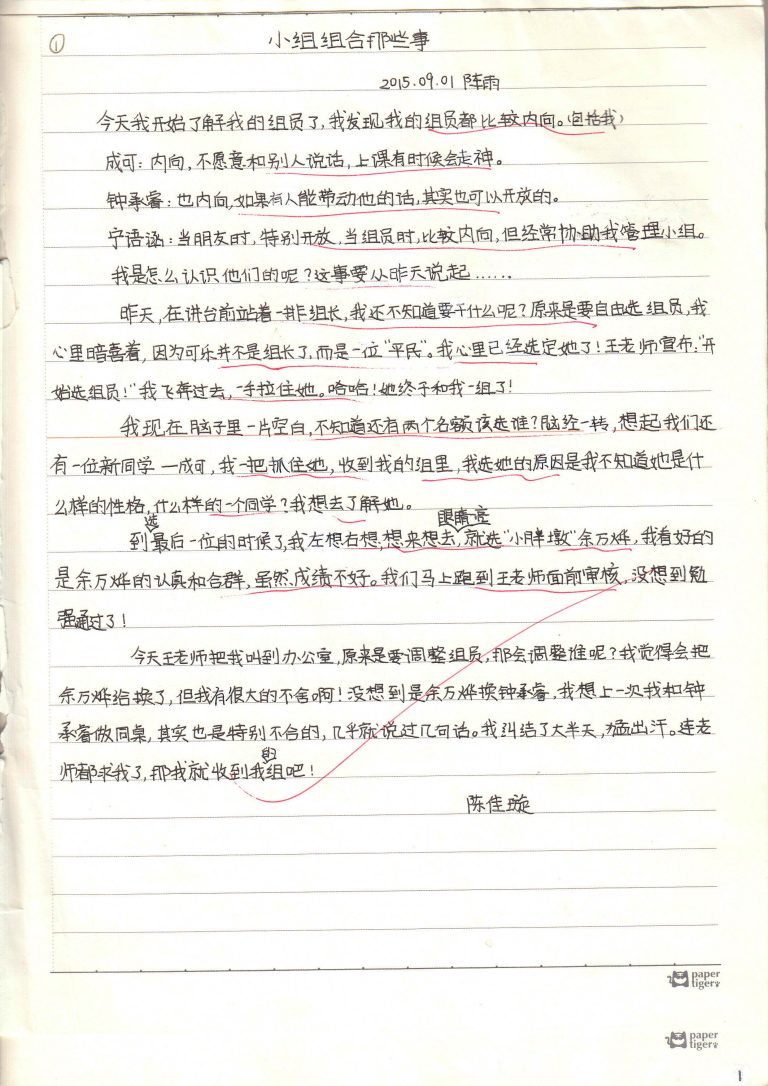 ①
小组组合那些事
2015.09.01 阵雨
今天我开始了解我的组员了，我发现我的组员都比较内向。(包括我)
成可：内向，不愿意和别人说话，上课有时候会走神。
钟承睿：也内向，如果有人能带动他的话，其实也可以开放的。
宁语涵：当朋友时，特别开放，当组员时，比较内向，但经常协助我管理小组。
我是怎么认识他们的呢？这事要从昨天说起……
昨天，在讲台前站着一排组长，我还不知道要干什么呢？原来是要自由选组员，我
心里暗喜着，因为可乐并不是组长了，而是一位“平民”。我心里已经选定她了！王老师宣布：“开
始选组员！”我飞奔过去，一手拉住她。哈哈！她终于和我一组了！
我现在脑子里一片空白，不知道还有两个名额该选谁？脑经一转，想起我们还
有一位新同学—成可，我一把抓住她，收到我的组里，我选她的原因是我不知道她是什
么样的性格，什么样的一个同学？我想去了解她。
选 眼睛一定
到最后一位的时候了，我左想右想，想来想去，就选“小胖墩”余万烨，我看好的
是余万烨的认真和合群，虽然成绩不好。我们马上跑到王老师面前审核，没想到勉
强通过了！
今天王老师把我叫到办公室，原来是要调整组员，那会调整谁呢？我觉得会把
余万烨给换了，但我有很大的不舍啊！没想到是余万烨换钟承睿，我想上一次我和钟
承睿做同桌，其实也是特别不合的，几乎就说过几句话。我纠结了大半天，猛出汗。连老
的
师都求我了，那我就收到我组吧！
陈佳璇
paper
tiger
paper
tiger
1